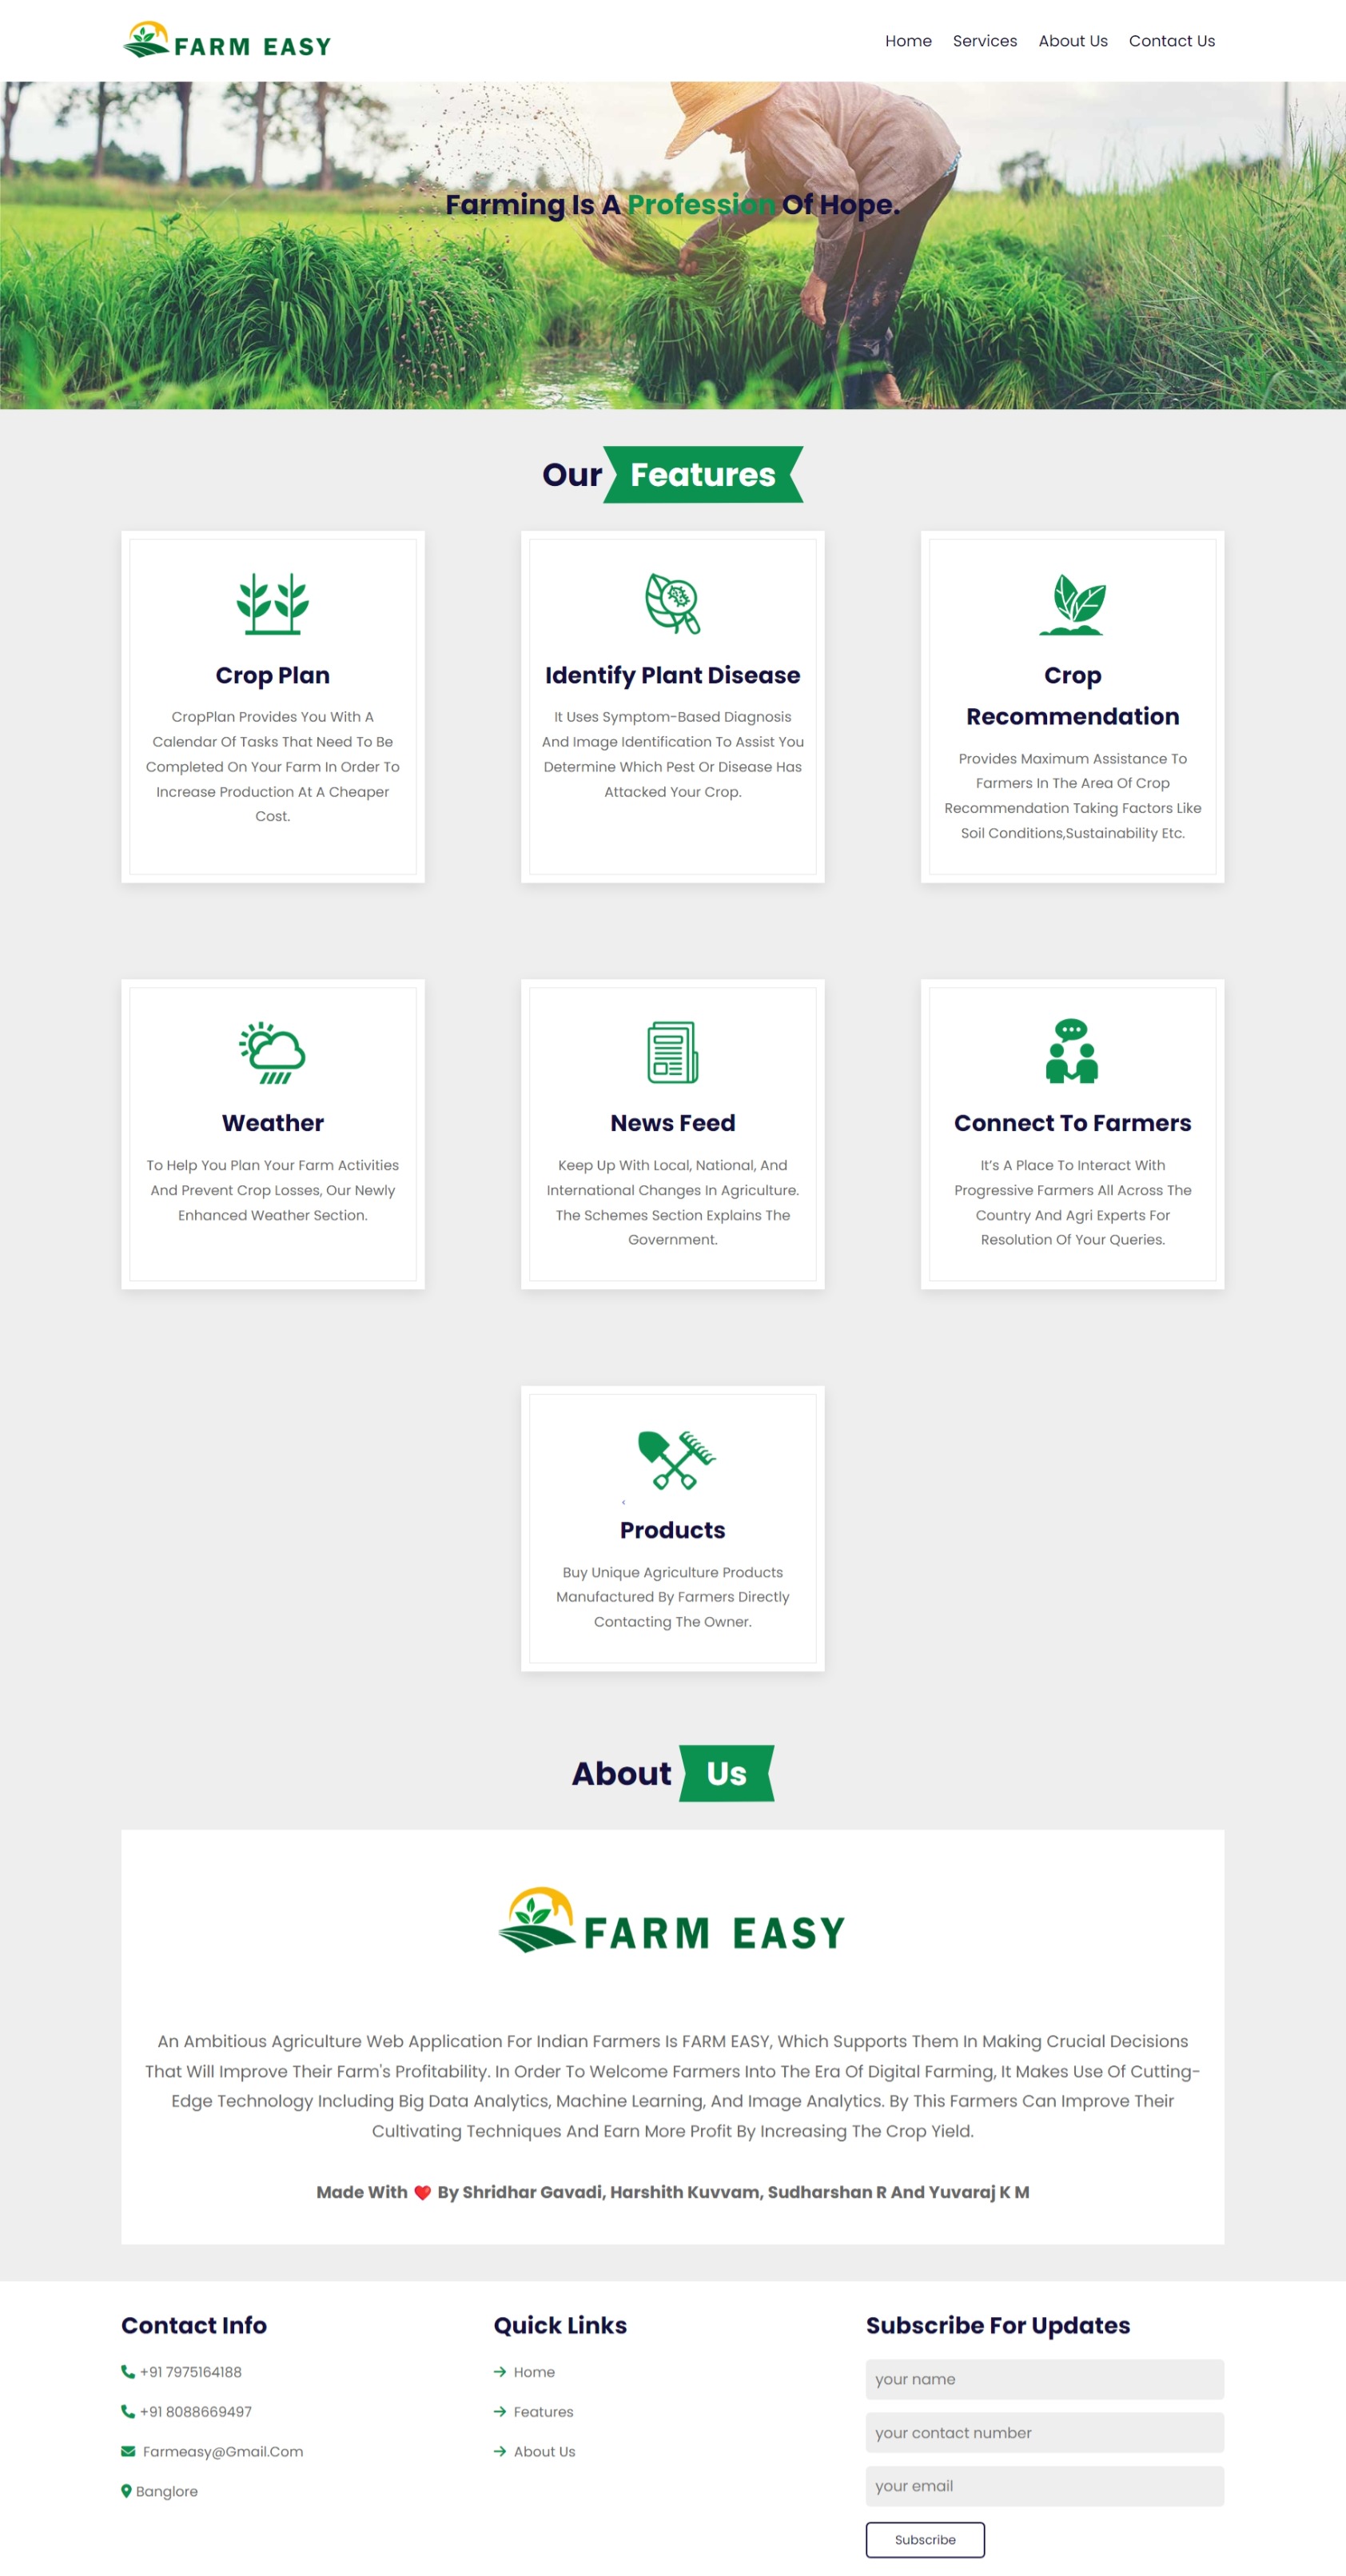 FARM EASY
Home Services About Us Contact Us
Farming Is A Profession Of Hope.
Our Features
Crop Plan
CropPlan Provides You With A
Calendar Of Tasks That Need To Be
Completed On Your Farm In Order To
Increase Production At A Cheaper
Cost.
Identify Plant Disease
It Uses Symptom-Based Diagnosis
And Image Identification To Assist You
Determine Which Pest Or Disease Has
Attacked Your Crop.
Crop
Recommendation
Provides Maximum Assistance To
Farmers In The Area Of Crop
Recommendation Taking Factors Like
Soil Conditions,Sustainability Etc.
Weather
To Help You Plan Your Farm Activities
And Prevent Crop Losses, Our Newly
Enhanced Weather Section.
News Feed
Keep Up With Local, National, And
International Changes In Agriculture.
The Schemes Section Explains The
Government.
Connect To Farmers
It’s A Place To Interact With
Progressive Farmers All Across The
Country And Agri Experts For
Resolution Of Your Queries.
<
Products
Buy Unique Agriculture Products
Manufactured By Farmers Directly
Contacting The Owner.
About Us
FARM EASY
An Ambitious Agriculture Web Application For Indian Farmers Is FARM EASY, Which Supports Them In Making Crucial Decisions
That Will Improve Their Farm's Profitability. In Order To Welcome Farmers Into The Era Of Digital Farming, It Makes Use Of Cutting-
Edge Technology Including Big Data Analytics, Machine Learning, And Image Analytics. By This Farmers Can Improve Their
Cultivating Techniques And Earn More Profit By Increasing The Crop Yield.
Made With ❤️ By Shridhar Gavadi, Harshith Kuvvam, Sudharshan R And Yuvaraj K M
Contact Info
+91 7975164188
+91 8088669497
Farmeasy@Gmail.Com
Banglore
Quick Links
Home
Features
About Us
Subscribe For Updates
your name
your contact number
your email
Subscribe